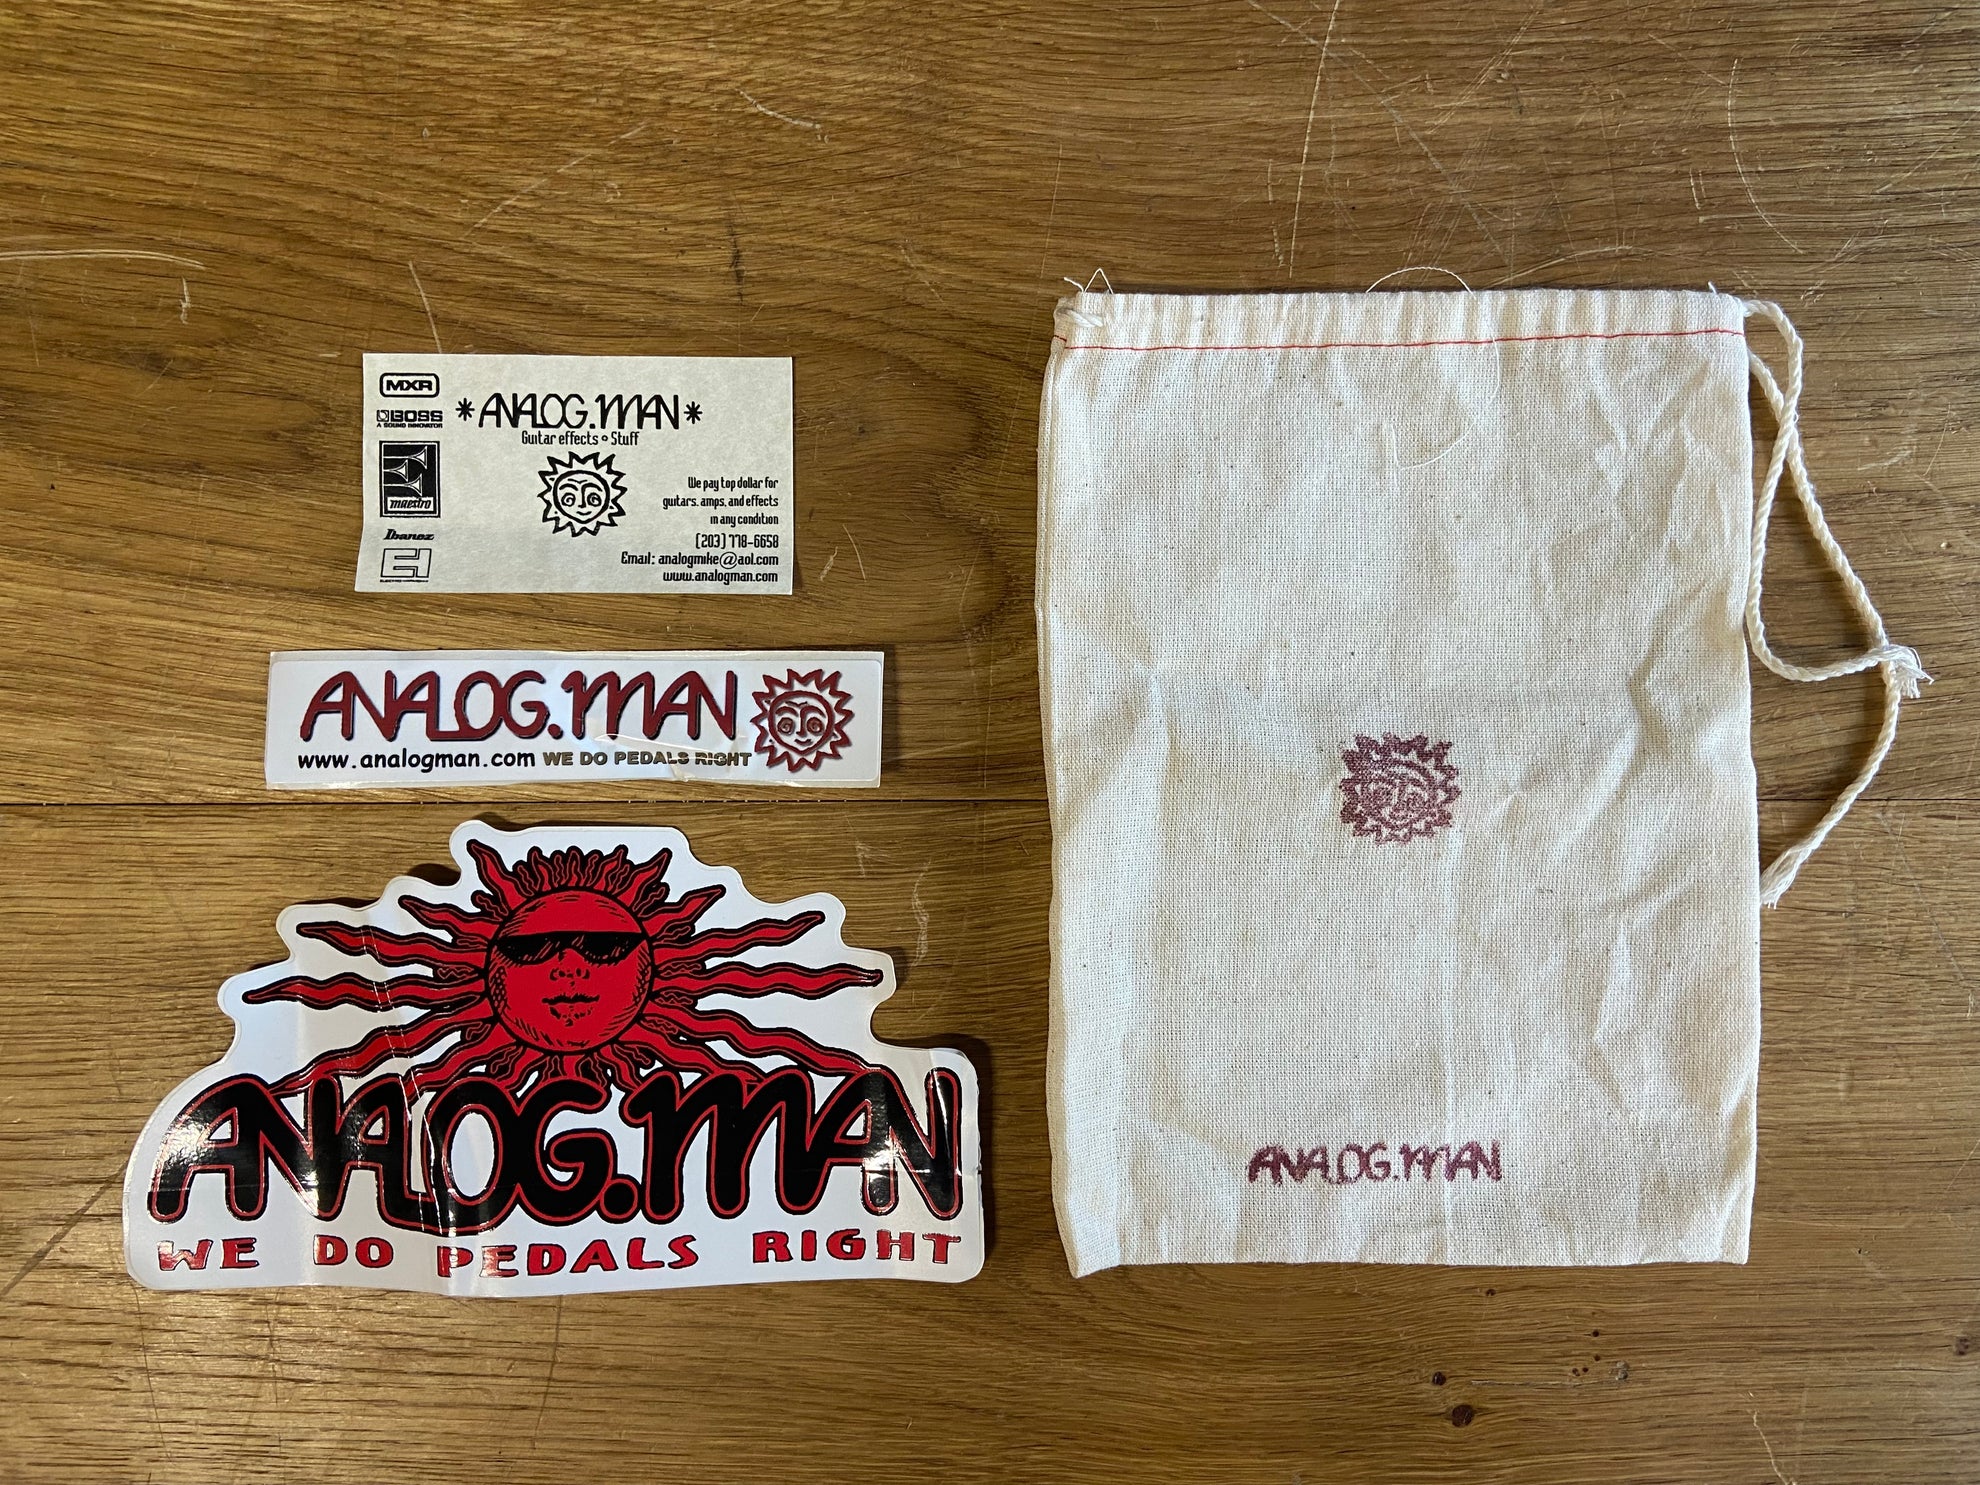 MXR
BOSS
A SOUND INNOVATOR
maestro
Ibanez
EH
ELECTRO-HARMONIX
*ANALOG.MAN*
Guitar effects • Stuff
We pay top dollar for
guitars, amps, and effects
in any condition
(203) 778-6658
Email: analogmike@aol.com
www.analogman.com
ANALOG.MAN
www.analogman.com WE DO PEDALS RIGHT
ANALOG.MAN
WE DO PEDALS RIGHT
ANALOG.MAN